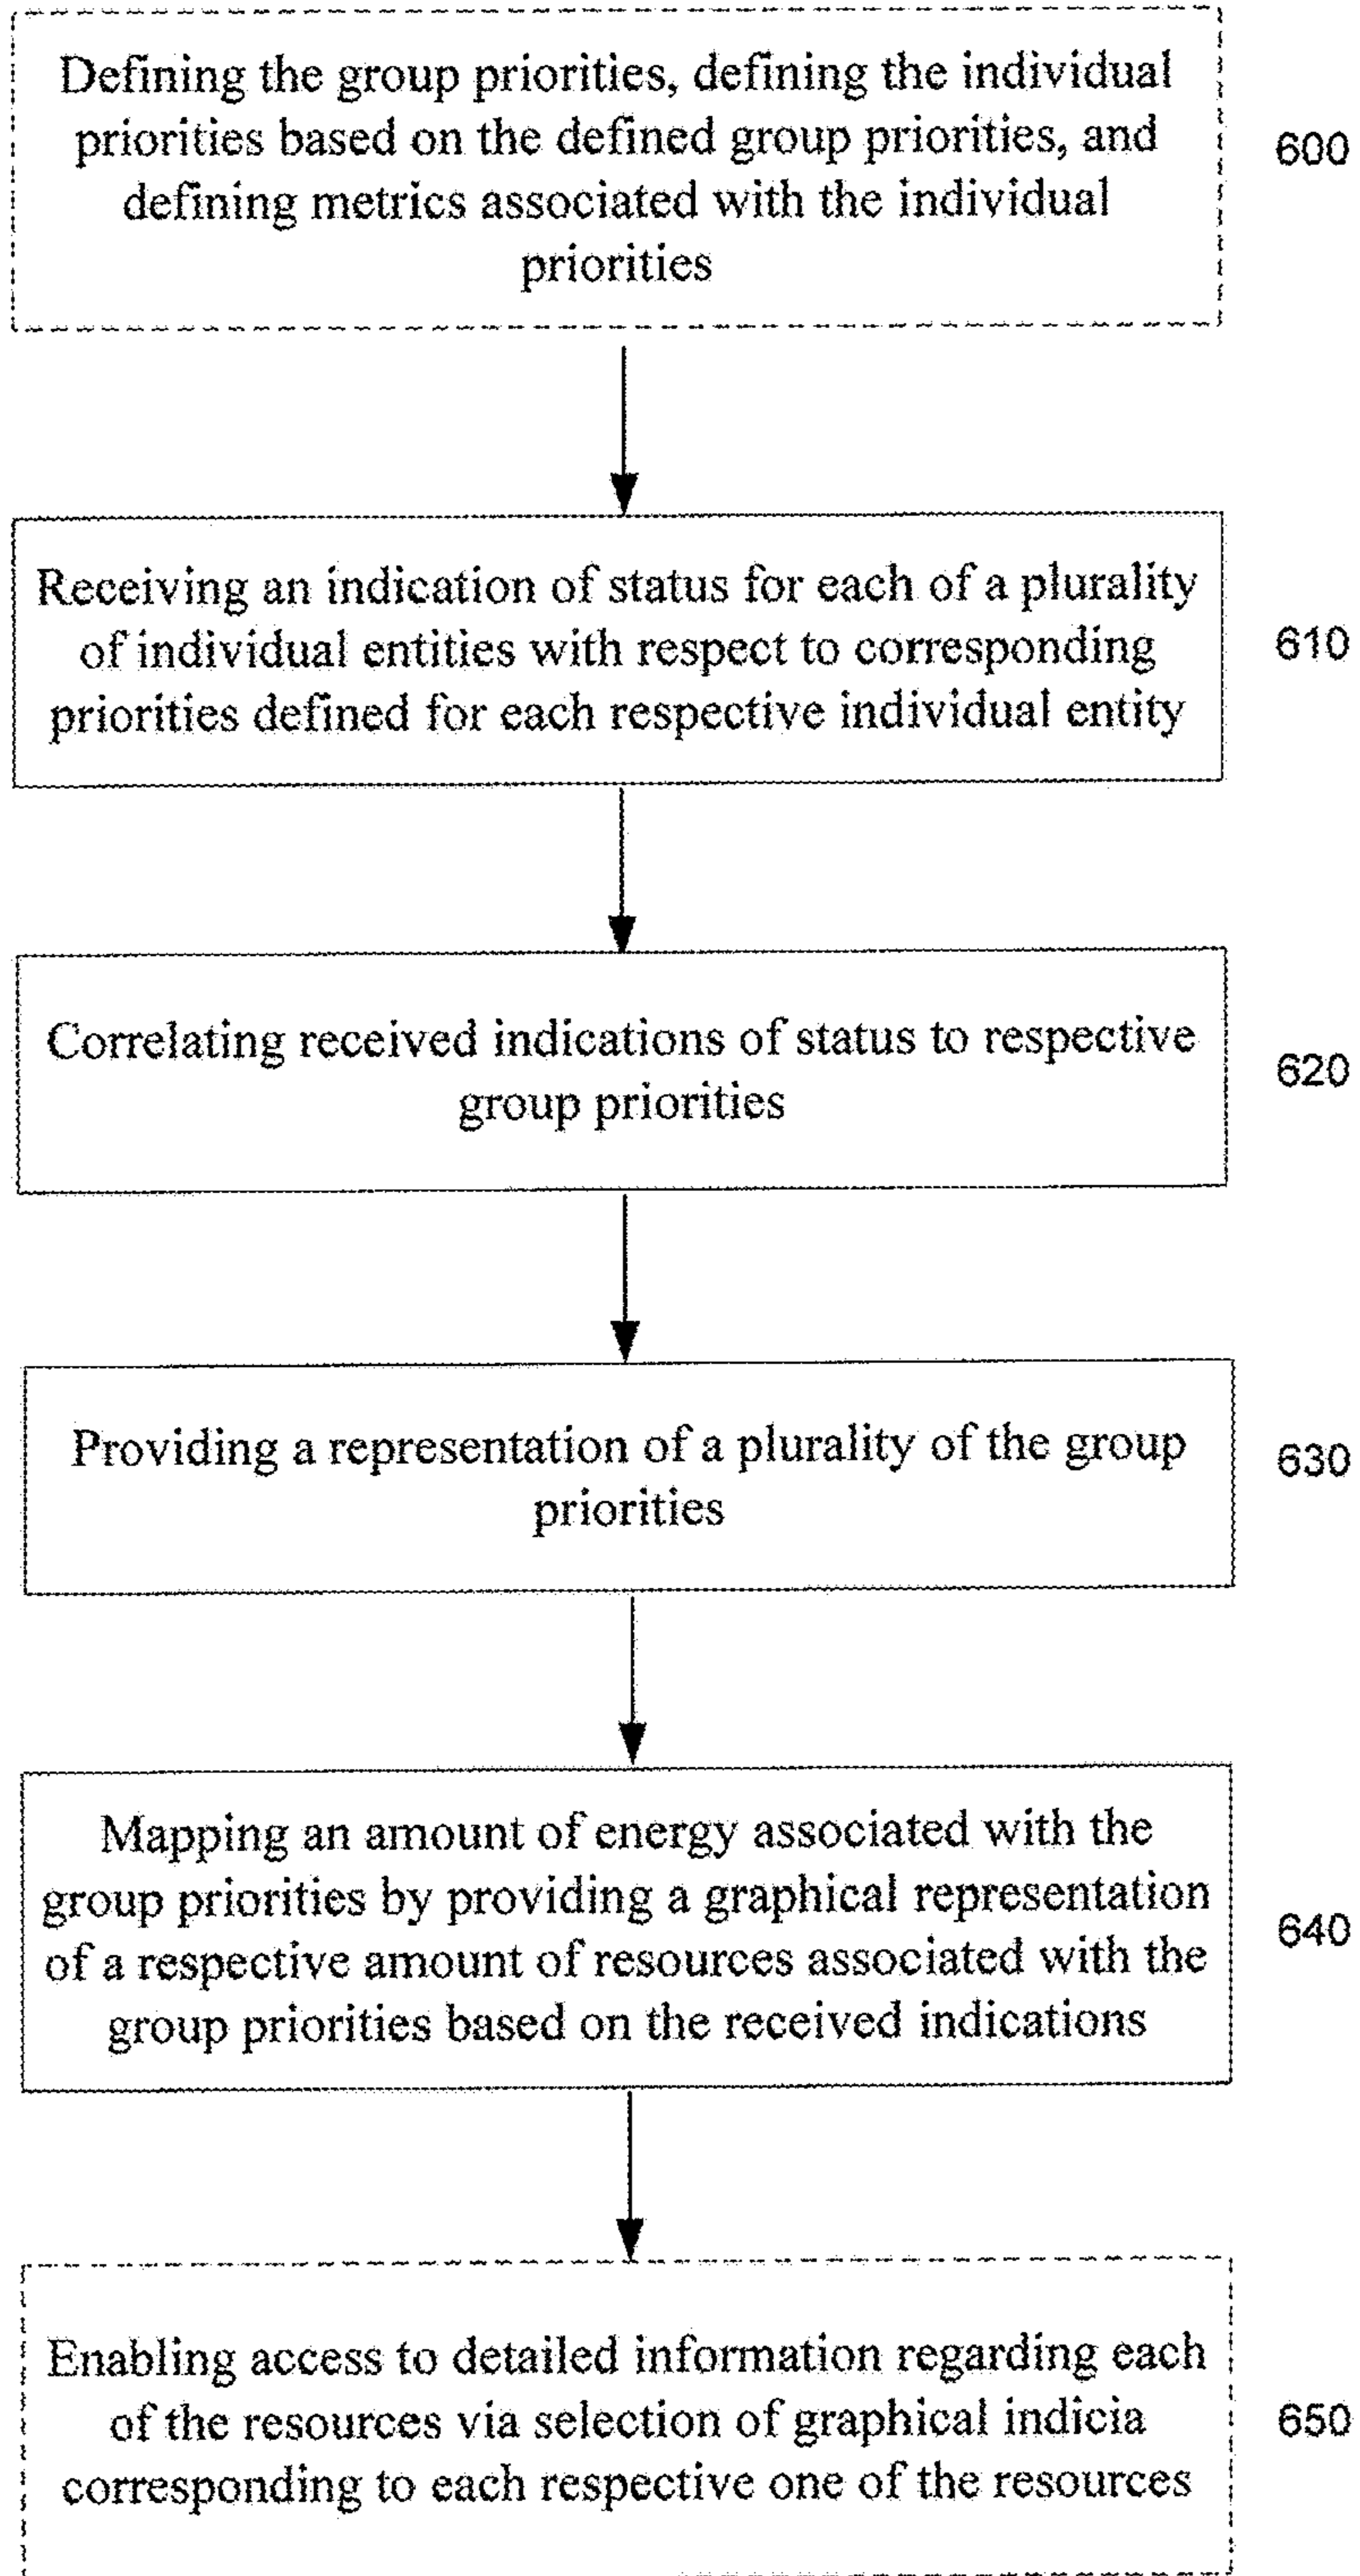 Defining the group priorities, defining the individual
priorities based on the defined group priorities, and
defining metrics associated with the individual
priorities
600
Receiving an indication of status for each of a plurality
of individual entities with respect to corresponding
priorities defined for each respective individual entity
610
Correlating received indications of status to respective
group priorities
620
Providing a representation of a plurality of the group
priorities
630
Mapping an amount of energy associated with the
group priorities by providing a graphical representation
of a respective amount of resources associated with the
group priorities based on the received indications
640
Enabling access to detailed information regarding each
of the resources via selection of graphical indicia
corresponding to each respective one of the resources
650